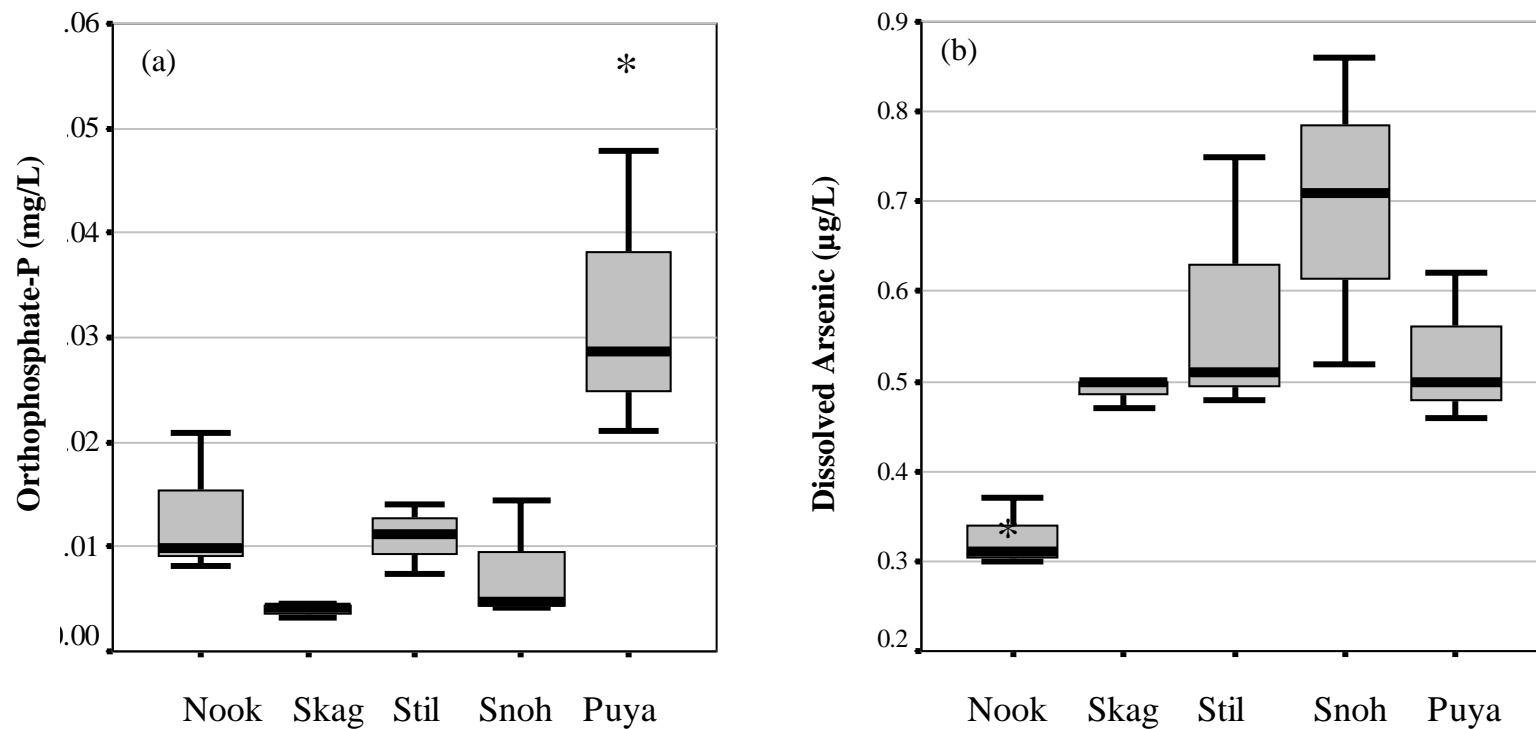 (a)
Orthophosphate-P (mg/L)
.06
.05
.04
.03
.02
.01
.00
*
Nook Skag Stil Snoh Puya
(b)
Dissolved Arsenic (µg/L)
0.9
0.8
0.7
0.6
0.5
0.4
0.3
0.2
*
Nook Skag Stil Snoh Puya